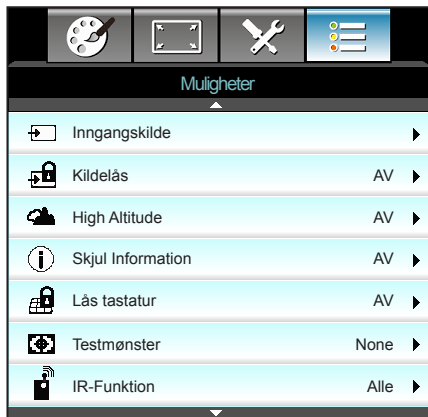 Muligheter
Inngangskilde
Kildelås AV
High Altitude AV
Skjul Information AV
Lås tastatur AV
Testmønster None
IR-Funktion Alle